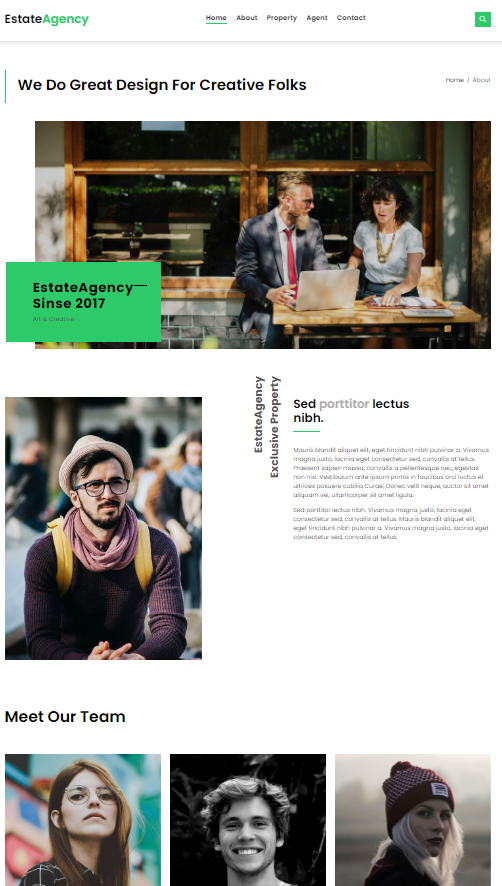 EstateAgency
Home About Property Agent Contact
We Do Great Design For Creative Folks
Home / About
EstateAgency
Sinse 2017
Art & Creative
EstateAgency
Exclusive Property
Sed porttitor lectus
nibh.
Mauris blandit aliquet elit, eget tincidunt nibh pulvinar a. Vivamus
magna justo, lacinia eget consectetur sed, convallis at tellus.
Praesent sapien massa, convallis a pellentesque nec, egestas
non nisi. Vestibulum ante ipsum primis in faucibus orci luctus et
ultrices posuere cubilia Curae; Donec velit neque, auctor sit amet
aliquam vel, ullamcorper sit amet ligula.
Sed porttitor lectus nibh. Vivamus magna justo, lacinia eget
consectetur sed, convallis at tellus. Mauris blandit aliquet elit,
eget tincidunt nibh pulvinar a. Vivamus magna justo, lacinia eget
consectetur sed, convallis at tellus.
Meet Our Team